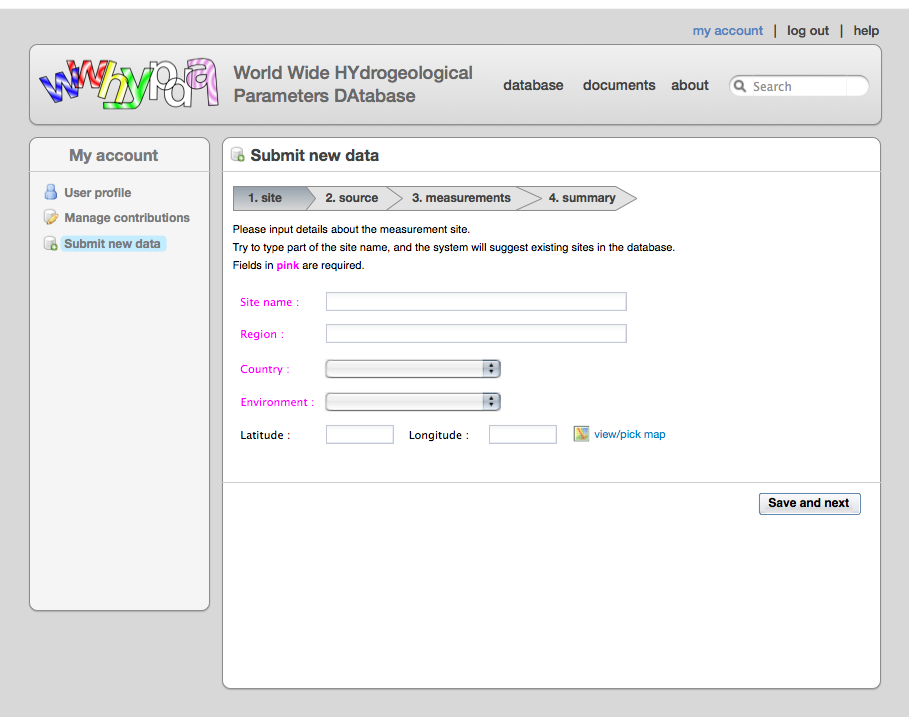 my account | log out | help
wwhypda
World Wide HYdrogeological
Parameters DAtabase
database documents about
Search
My account
User profile
Manage contributions
Submit new data
Submit new data
1. site 2. source 3. measurements 4. summary
Please input details about the measurement site.
Try to type part of the site name, and the system will suggest existing sites in the database.
Fields in pink are required.
Site name :
Region :
Country :
Environment :
Latitude : Longitude : view/pick map
Save and next